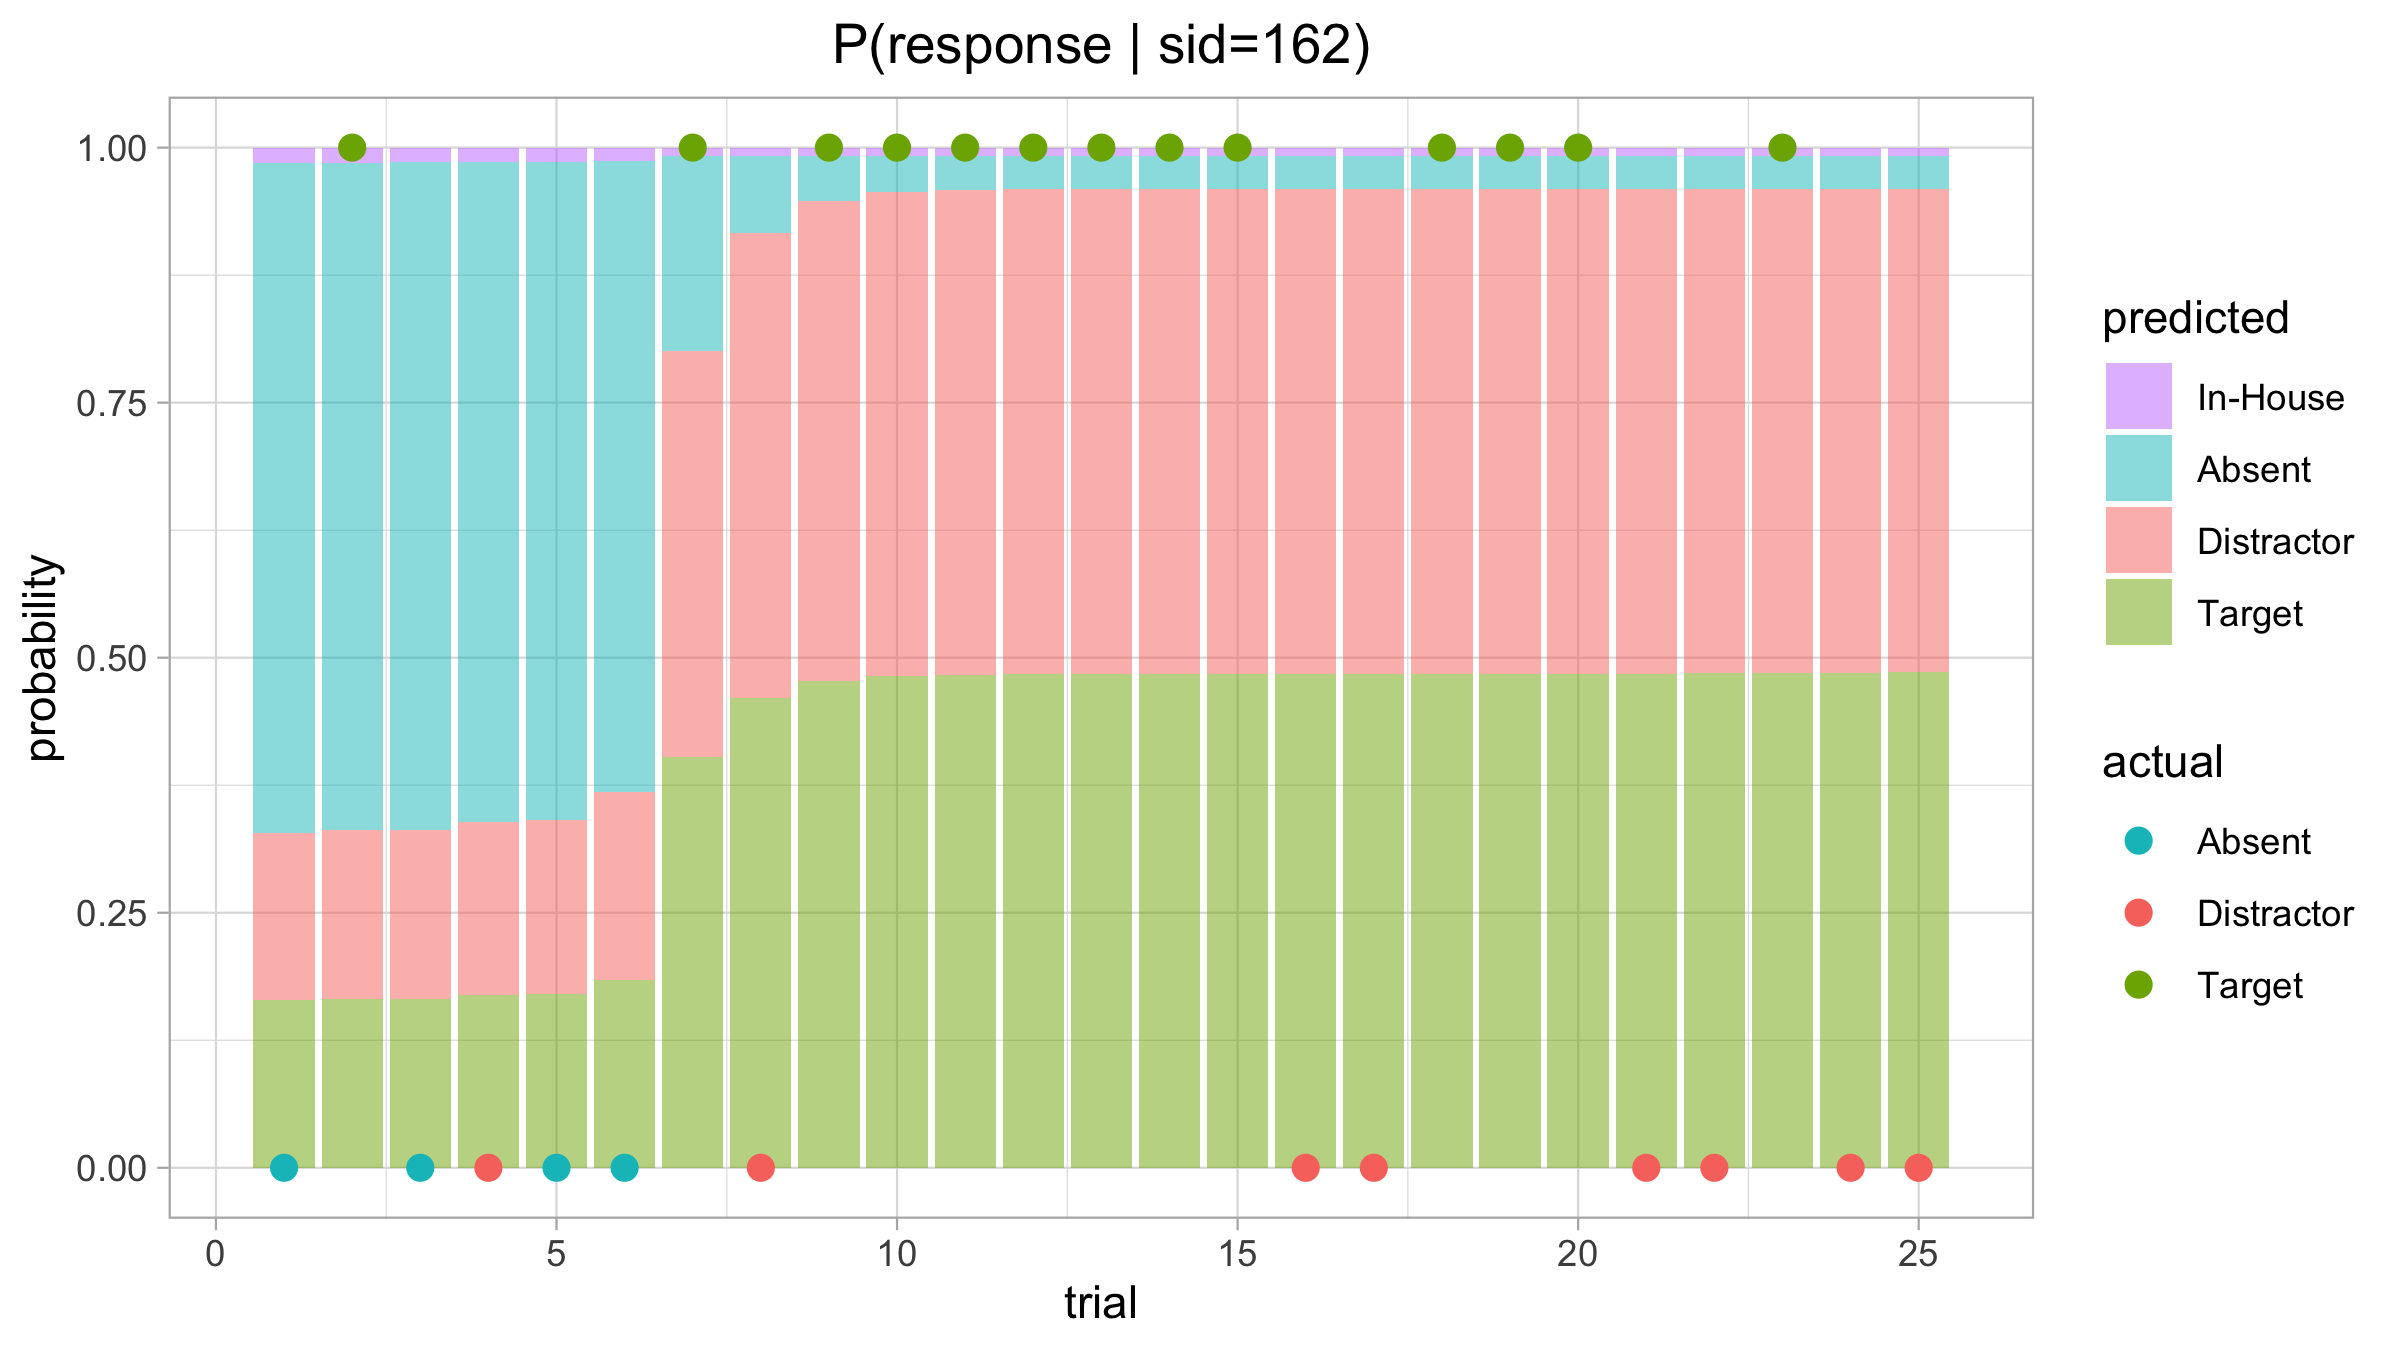 P(response | sid=162)
1.00
0.75
0.50
0.25
0.00
probability
0 5 10 15 20 25
trial
predicted
In-House
Absent
Distractor
Target
actual
Absent
Distractor
Target